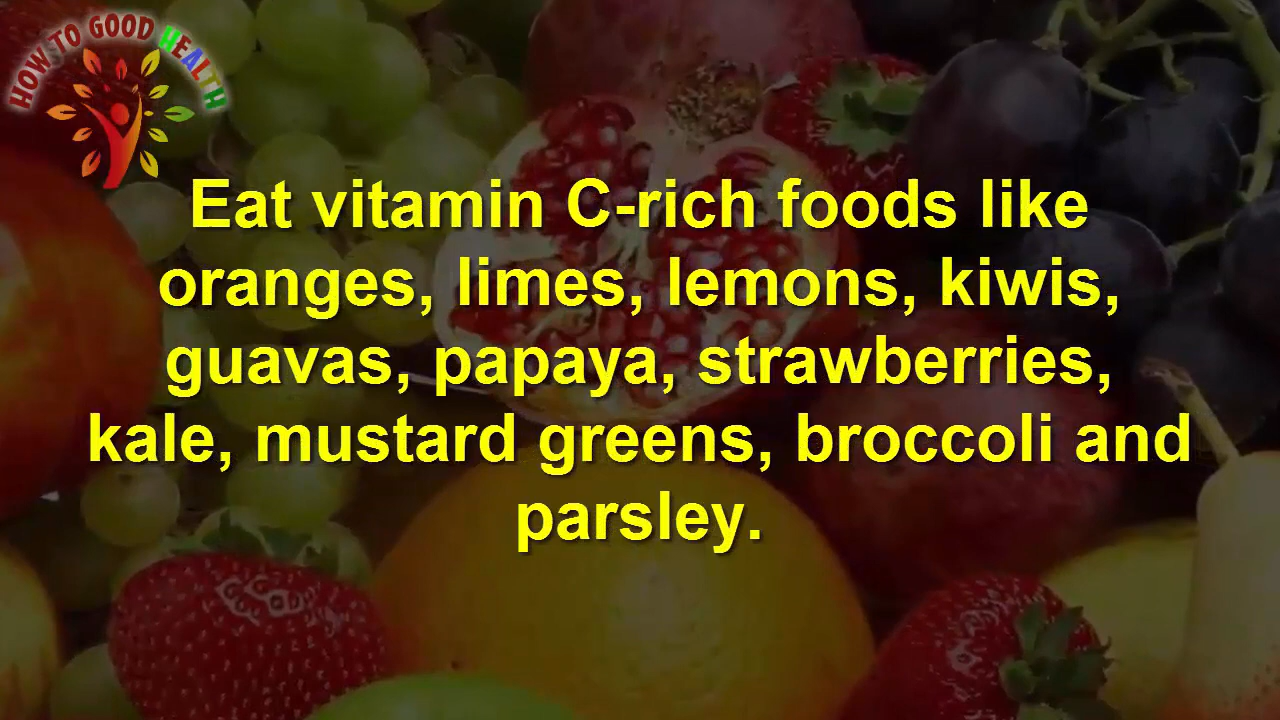 HOW TO GOOD HEALTH
Eat vitamin C-rich foods like
oranges, limes, lemons, kiwis,
guavas, papaya, strawberries,
kale, mustard greens, broccoli and
parsley.